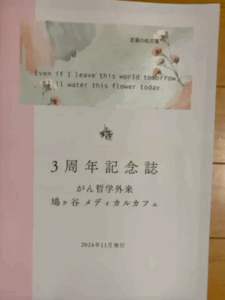 言葉の処方箋
Even if I leave this world tomorrow
I'll water this flower today.
3周年記念誌
がん哲学外来
鳩ヶ谷 メディカルカフェ
2024年11月発行